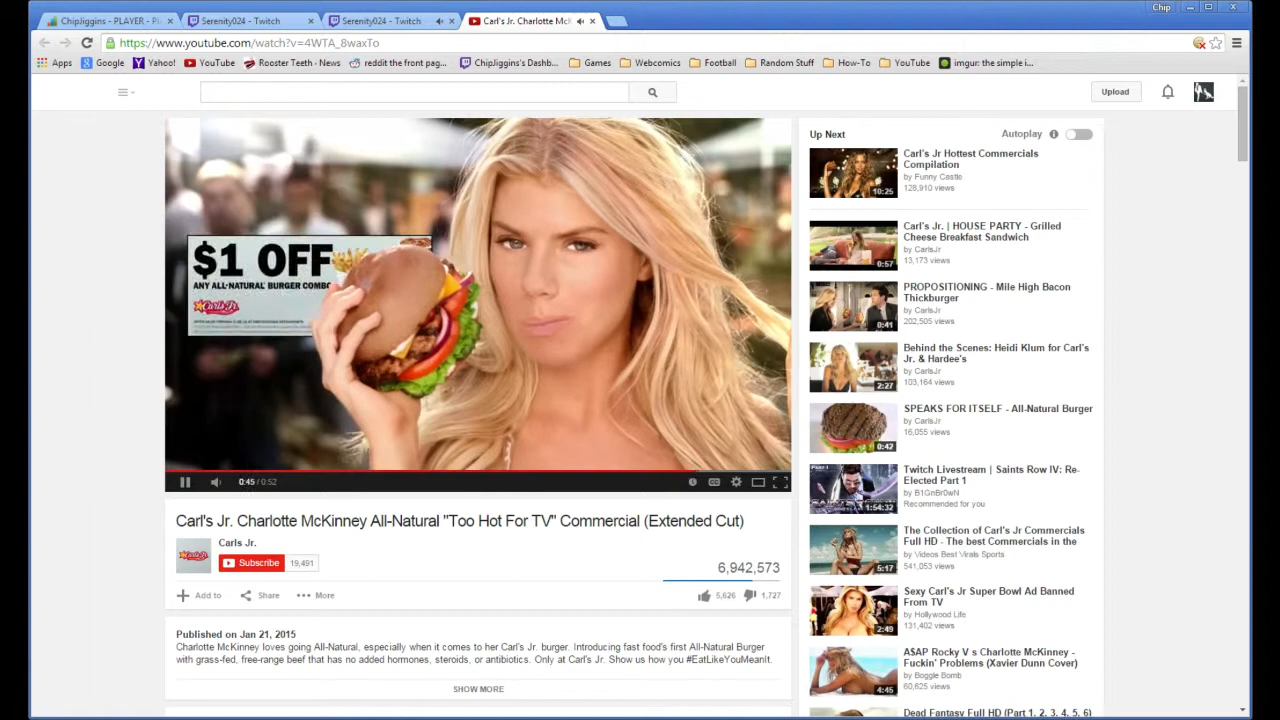 Chip
ChipJiggins - PLAYER - Pl
Serenity024 - Twitch
Serenity024 - Twitch
Carl's Jr. Charlotte McK
https://www.youtube.com/watch?v=4WTA_8waxTo
Apps
Google
Yahoo!
YouTube
Rooster Teeth - News
reddit the front pag...
ChipJiggins's Dashb...
Games
Webcomics
Football
Random Stuff
How-To
YouTube
imgur: the simple i...
Upload
$1 OFF
ANY ALL-NATURAL BURGER COMBO
Carl's Jr.
0:45 / 0:52
Carl's Jr. Charlotte McKinney All-Natural "Too Hot For TV" Commercial (Extended Cut)
Carls Jr.
Subscribe
19,491
6,942,573
Add to
Share
More
5,626
1,727
Published on Jan 21, 2015
Charlotte McKinney loves going All-Natural, especially when it comes to her Carl's Jr. burger. Introducing fast food's first All-Natural Burger
with grass-fed, free-range beef that has no added hormones, steroids, or antibiotics. Only at Carl's Jr. Show us how you #EatLikeYouMeanIt.
SHOW MORE
Up Next
Autoplay
10:25
Carl's Jr Hottest Commercials
Compilation
by Funny Castle
128,910 views
0:57
Carl's Jr. | HOUSE PARTY - Grilled
Cheese Breakfast Sandwich
by CarlsJr
13,173 views
0:41
PROPOSITIONING - Mile High Bacon
Thickburger
by CarlsJr
202,505 views
2:27
Behind the Scenes: Heidi Klum for Carl's
Jr. & Hardee's
by CarlsJr
103,164 views
0:42
SPEAKS FOR ITSELF - All-Natural Burger
by CarlsJr
16,055 views
Part 1
1:54:32
Twitch Livestream | Saints Row IV: Re-
Elected Part 1
by B1GnBr0wN
Recommended for you
5:17
The Collection of Carl's Jr Commercials
Full HD - The best Commercials in the
by Videos Best Virals Sports
541,053 views
2:49
Sexy Carl's Jr Super Bowl Ad Banned
From TV
by Hollywood Life
131,402 views
4:45
A$AP Rocky V s Charlotte McKinney -
Fuckin' Problems (Xavier Dunn Cover)
by Boggie Bomb
60,625 views
Dead Fantasy Full HD (Part 1, 2, 3, 4, 5, 6)